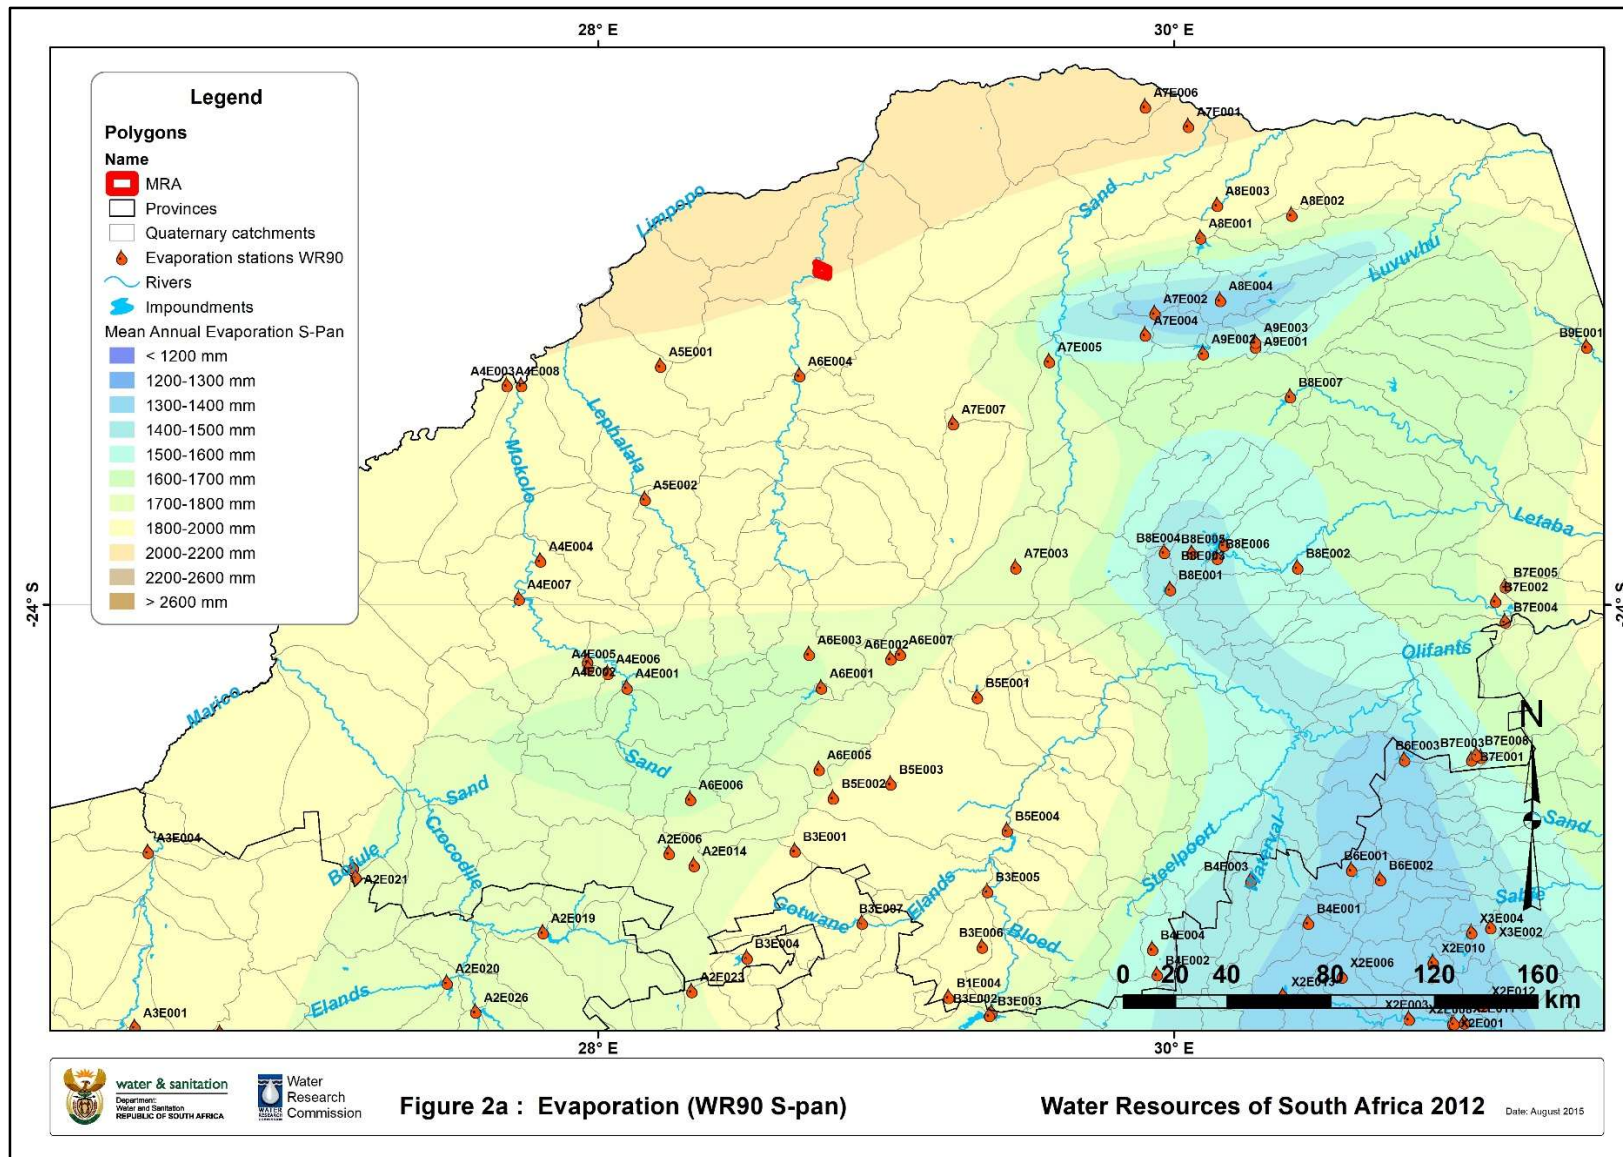 28° E
30° E
Legend
Polygons
Name
MRA
Provinces
Quaternary catchments
Evaporation stations WR90
Rivers
Impoundments
Mean Annual Evaporation S-Pan
< 1200 mm
1200-1300 mm
1300-1400 mm
1400-1500 mm
1500-1600 mm
1600-1700 mm
1700-1800 mm
1800-2000 mm
2000-2200 mm
2200-2600 mm
> 2600 mm
A7E006
A7E001
Limpopo
Sand
A8E003
A8E002
A8E001
Luvuvhu
A8E004
A7E002
A7E004
A9E003
A9E002
A9E001
B9E001
A7E005
A5E001
A6E004
A4E003
A4E008
B8E007
A7E007
Lephalala
Mokolo
A5E002
Letaba
A4E004
A7E003
B8E004
B8E005
B8E006
B8E003
B8E002
B8E001
A4E007
B7E005
B7E002
B7E004
-24° S
-24° S
Olifants
A6E003
A6E002
A6E007
A4E005
A4E006
A4E002
A4E001
A6E001
B5E001
Marico
N
Sand
A6E005
B5E003
B5E002
A6E006
B6E003
B7E003
B7E008
B7E001
Sand
Crocodile
B5E004
Sand
A3E004
A2E006
A2E014
B3E001
Steelpoort
Waterval
B4E003
B6E001
B6E002
Bofule
A2E021
B3E005
Elands
Sabie
Gotwane
B3E007
B4E001
A2E019
B3E006
Bloed
X3E004
X3E002
B3E004
B4E004
X2E010
B4E002
X2E006
A2E020
A2E023
B1E004
0 20 40 80 120 160
km
Elands
X2E013
X2E012
B3E002
B3E003
A2E026
A3E001
X2E003
X2E001
28° E
30° E
water & sanitation
Department:
Water and Sanitation
REPUBLIC OF SOUTH AFRICA
WATER
RESEARCH
COMMISSION
Water
Research
Commission
Figure 2a : Evaporation (WR90 S-pan)
Water Resources of South Africa 2012
Date: August 2015